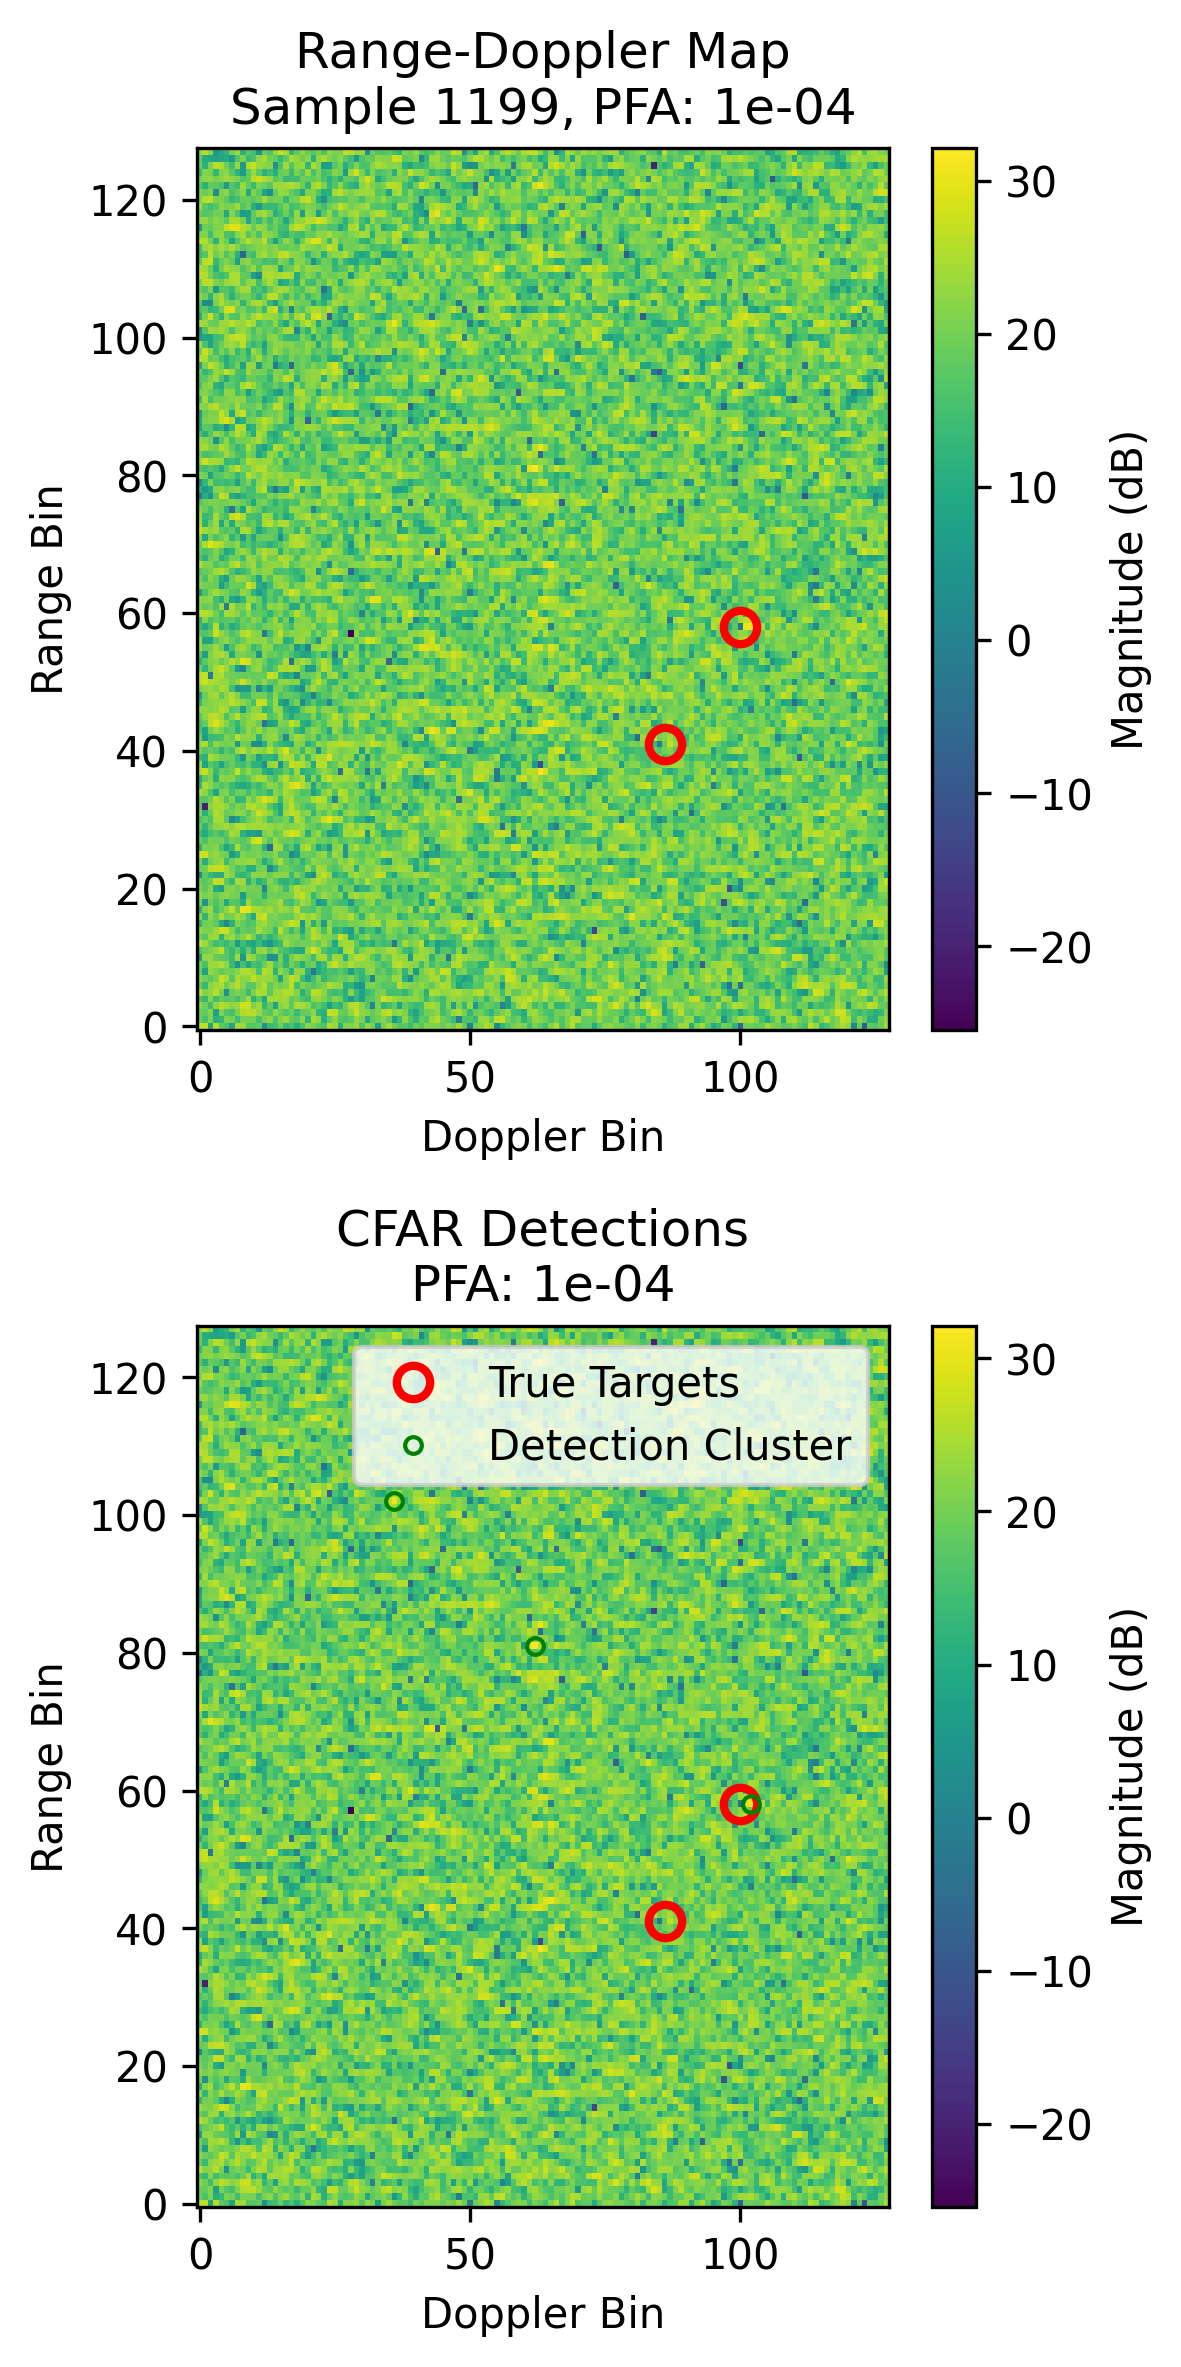 Range-Doppler Map
Sample 1199, PFA: 1e-04
120
100
80
60
40
20
0
Range Bin
0 50 100
Doppler Bin
30
20
10
0
−10
−20
Magnitude (dB)
CFAR Detections
PFA: 1e-04
True Targets
Detection Cluster
120
100
80
60
40
20
0
Range Bin
0 50 100
Doppler Bin
30
20
10
0
−10
−20
Magnitude (dB)